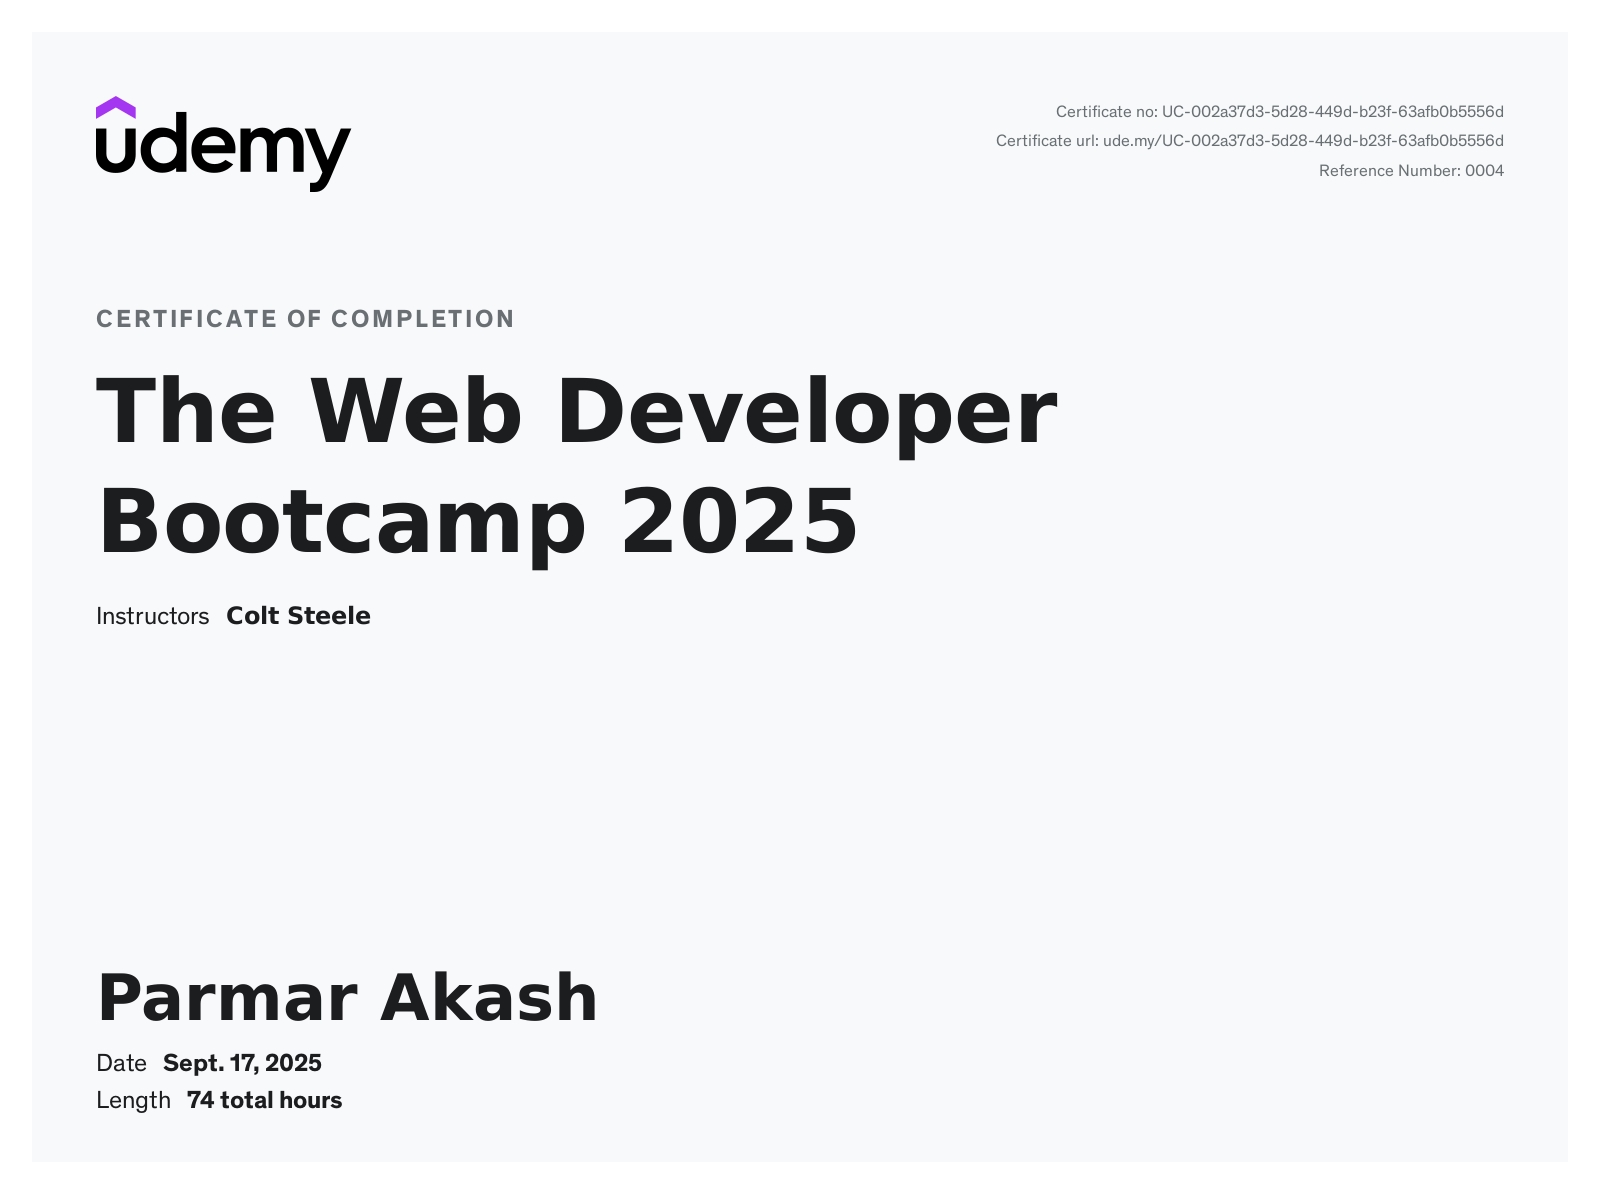 udemy
Certificate no: UC-002a37d3-5d28-449d-b23f-63afb0b5556d
Certificate url: ude.my/UC-002a37d3-5d28-449d-b23f-63afb0b5556d
Reference Number: 0004
CERTIFICATE OF COMPLETION
The Web Developer
Bootcamp 2025
Instructors Colt Steele
Parmar Akash
Date Sept. 17, 2025
Length 74 total hours